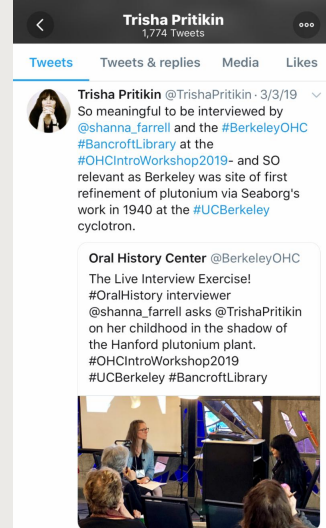 Trisha Pritikin
1,774 Tweets
Tweets Tweets & replies Media Likes
Trisha Pritikin @TrishaPritikin · 3/3/19
So meaningful to be interviewed by
@shanna_farrell and the #BerkeleyOHC
#BancroftLibrary at the
#OHCIntroWorkshop2019- and SO
relevant as Berkeley was site of first
refinement of plutonium via Seaborg's
work in 1940 at the #UCBerkeley
cyclotron.
Oral History Center @BerkeleyOHC
The Live Interview Exercise!
#OralHistory interviewer
@shanna_farrell asks @TrishaPritikin
on her childhood in the shadow of
the Hanford plutonium plant.
#OHCIntroWorkshop2019
#UCBerkeley #BancroftLibrary